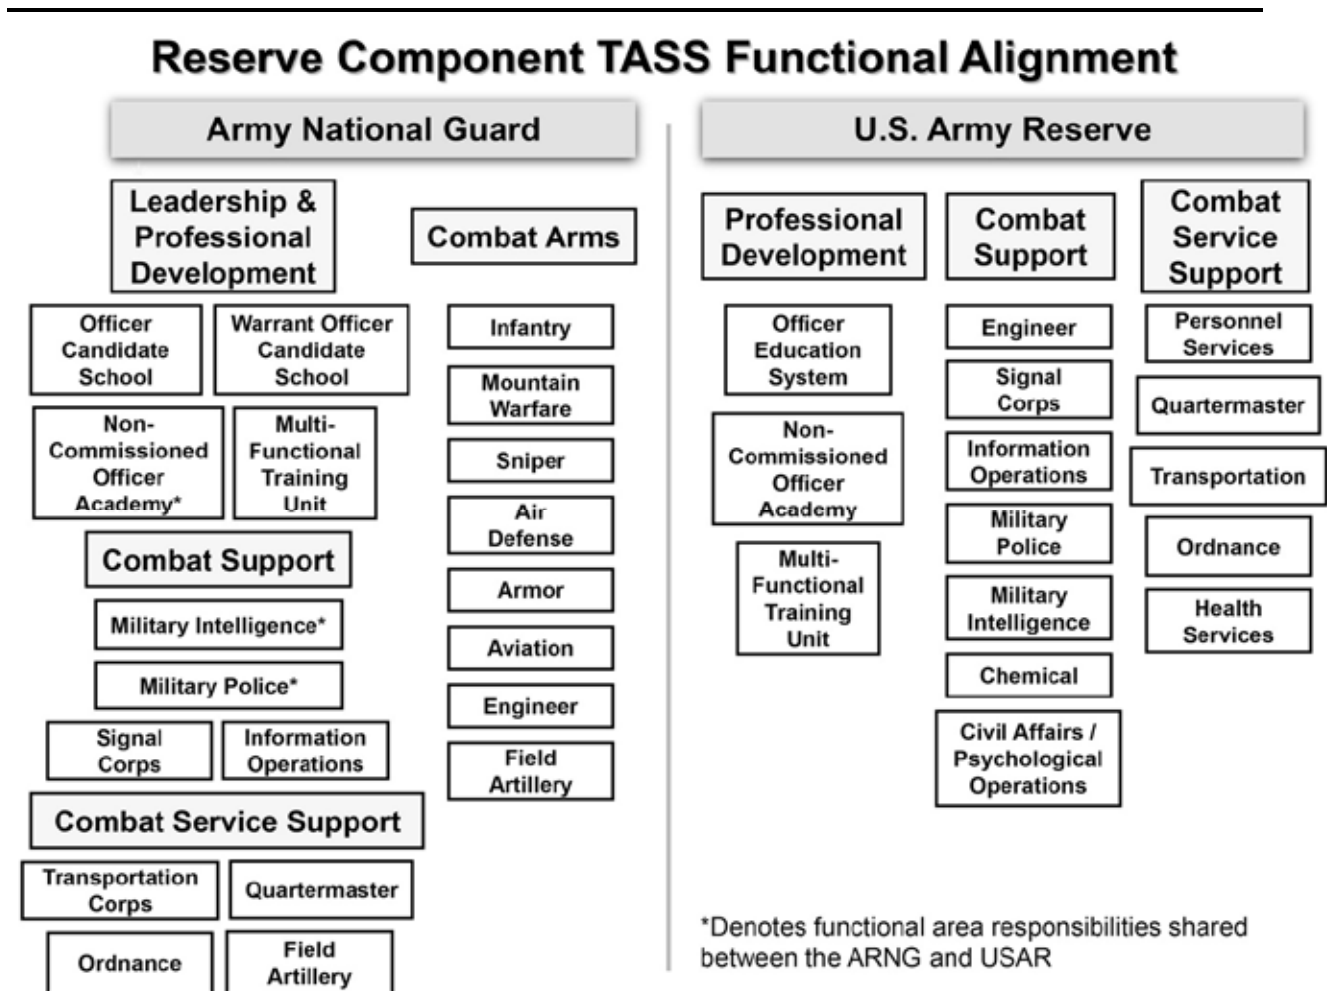 Reserve Component TASS Functional Alignment
Army National Guard
Leadership &
Professional
Development
Combat Arms
Officer
Candidate
School
Warrant Officer
Candidate
School
Non-
Commissioned
Officer
Academy*
Multi-
Functional
Training
Unit
Combat Support
Military Intelligence*
Military Police*
Signal
Corps
Information
Operations
Combat Service Support
Transportation
Corps
Quartermaster
Ordnance
Field
Artillery
Infantry
Mountain
Warfare
Sniper
Air
Defense
Armor
Aviation
Engineer
Field
Artillery
U.S. Army Reserve
Professional
Development
Officer
Education
System
Non-
Commissioned
Officer
Academy
Multi-
Functional
Training
Unit
Combat
Support
Engineer
Signal
Corps
Information
Operations
Military
Police
Military
Intelligence
Chemical
Civil Affairs /
Psychological
Operations
Combat
Service
Support
Personnel
Services
Quartermaster
Transportation
Ordnance
Health
Services
*Denotes functional area responsibilities shared
between the ARNG and USAR